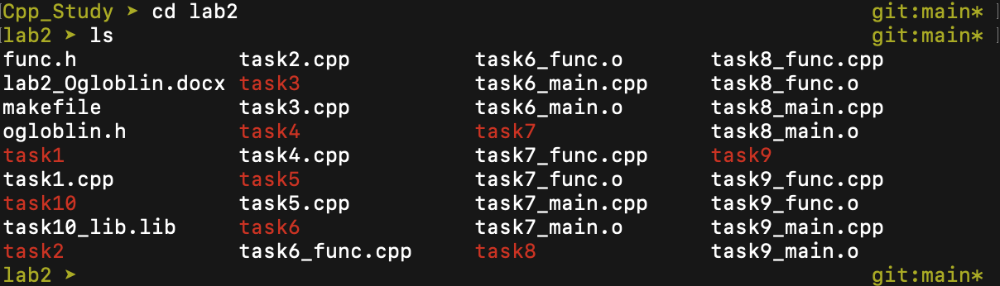 Cpp_Study ➤ cd lab2 git:main*
lab2 ➤ ls git:main*
func.h task2.cpp task6_func.o task8_func.cpp
lab2_Ogloblin.docx task3 task6_main.cpp task8_func.o
makefile task3.cpp task6_main.o task8_main.cpp
ogloblin.h task4 task7 task8_main.o
task1 task4.cpp task7_func.cpp task9
task1.cpp task5 task7_func.o task9_func.cpp
task10 task5.cpp task7_main.cpp task9_func.o
task10_lib.lib task6 task7_main.o task9_main.cpp
task2 task6_func.cpp task8 task9_main.o
lab2 ➤ git:main*